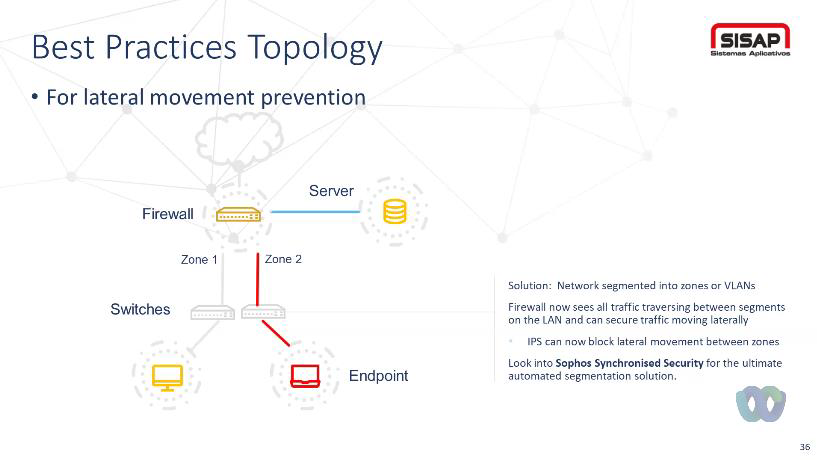 Best Practices Topology
SISAP
Sistemas Aplicativos
• For lateral movement prevention
Server
Firewall
Zone 1
Zone 2
Switches
Endpoint
Solution: Network segmented into zones or VLANs
Firewall now sees all traffic traversing between segments
on the LAN and can secure traffic moving laterally
• IPS can now block lateral movement between zones
Look into Sophos Synchronised Security for the ultimate
automated segmentation solution.
36